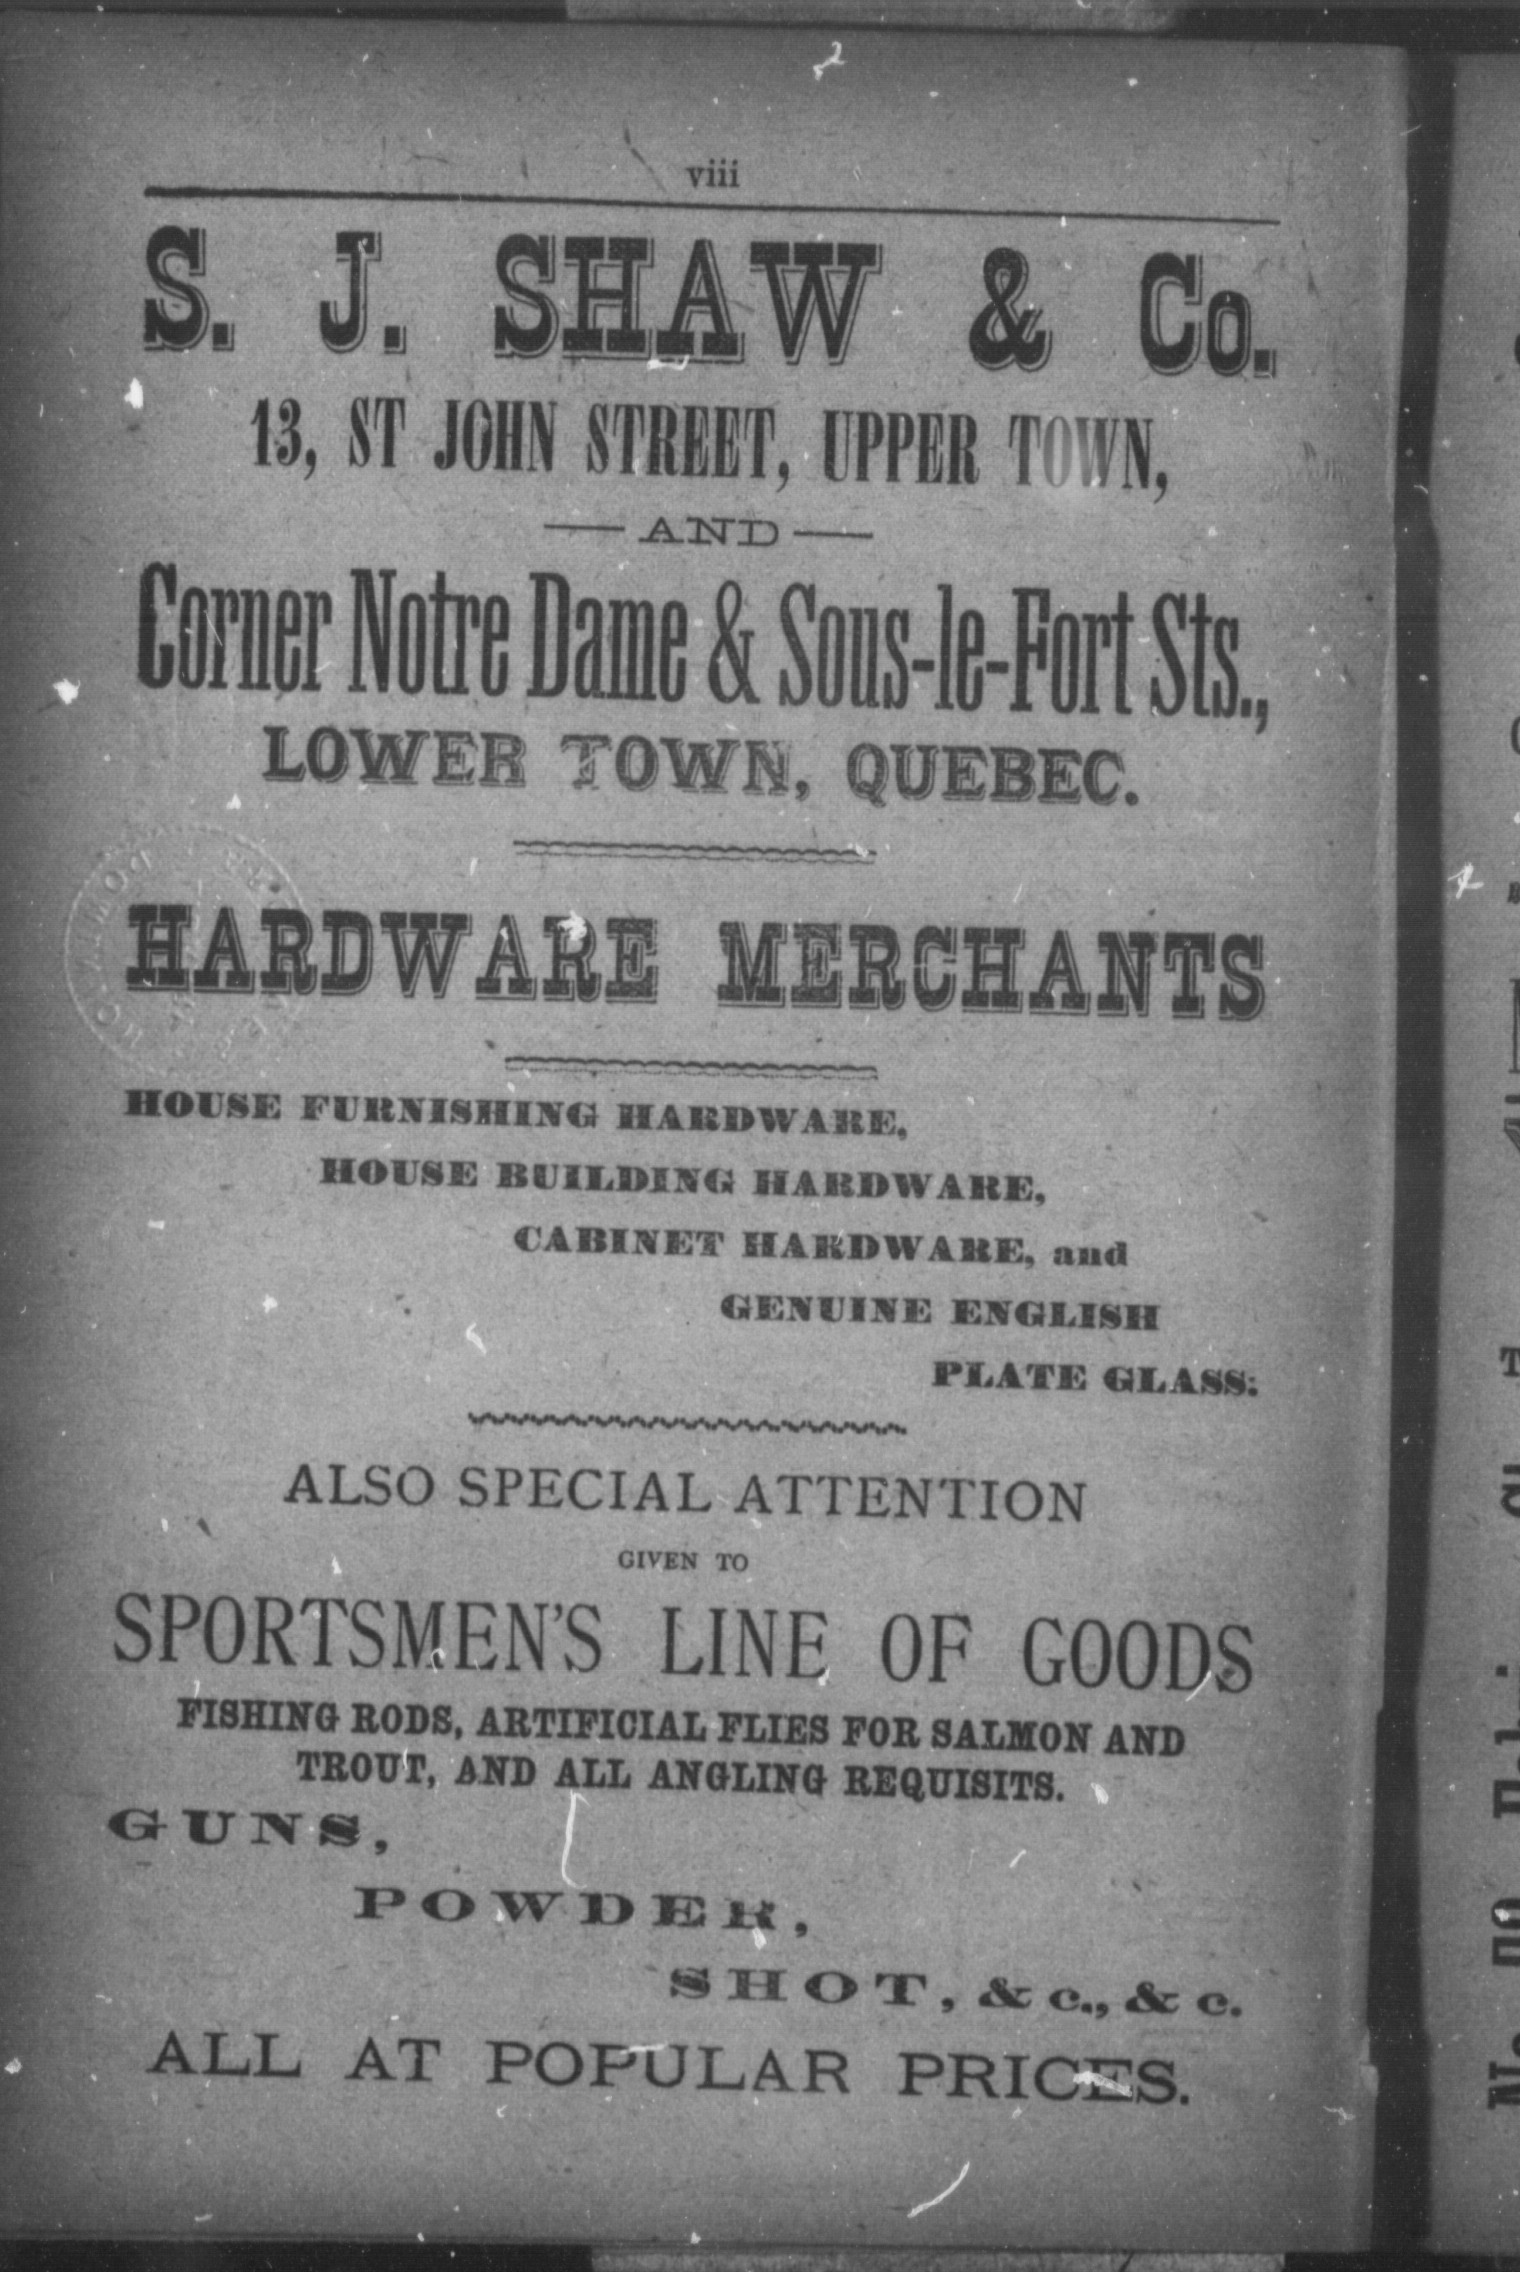 viii
S. J. SHAW & Co.
13, ST JOHN STREET, UPPER TOWN,
— AND —
Corner Notre Dame & Sous-le-Fort Sts.,
LOWER TOWN, QUEBEC.
HARDWARE MERCHANTS
HOUSE FURNISHING HARDWARE,
HOUSE BUILDING HARDWARE,
CABINET HARDWARE, and
GENUINE ENGLISH
PLATE GLASS:
ALSO SPECIAL ATTENTION
GIVEN TO
SPORTSMEN'S LINE OF GOODS
FISHING RODS, ARTIFICIAL FLIES FOR SALMON AND
TROUT, AND ALL ANGLING REQUISITS.
GUNS,
POWDER,
SHOT, &c., &c.
ALL AT POPULAR PRICES.